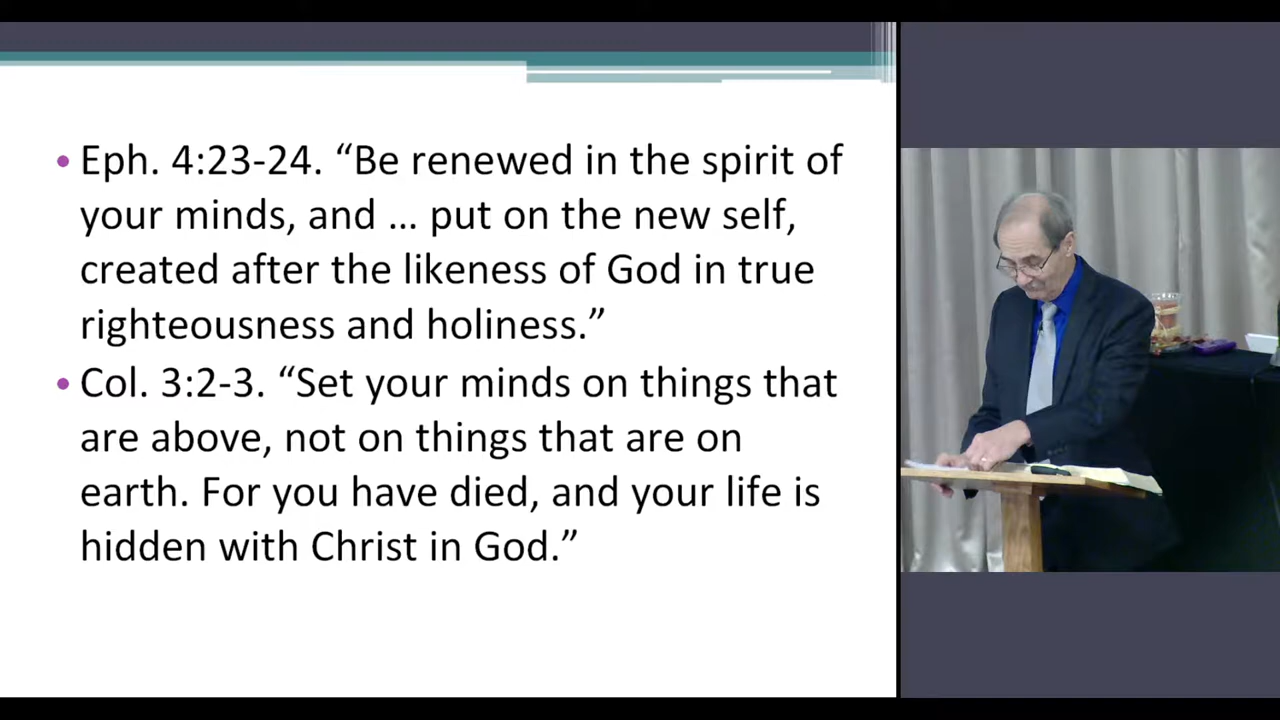 • Eph. 4:23-24. “Be renewed in the spirit of
your minds, and … put on the new self,
created after the likeness of God in true
righteousness and holiness.”
• Col. 3:2-3. “Set your minds on things that
are above, not on things that are on
earth. For you have died, and your life is
hidden with Christ in God.”